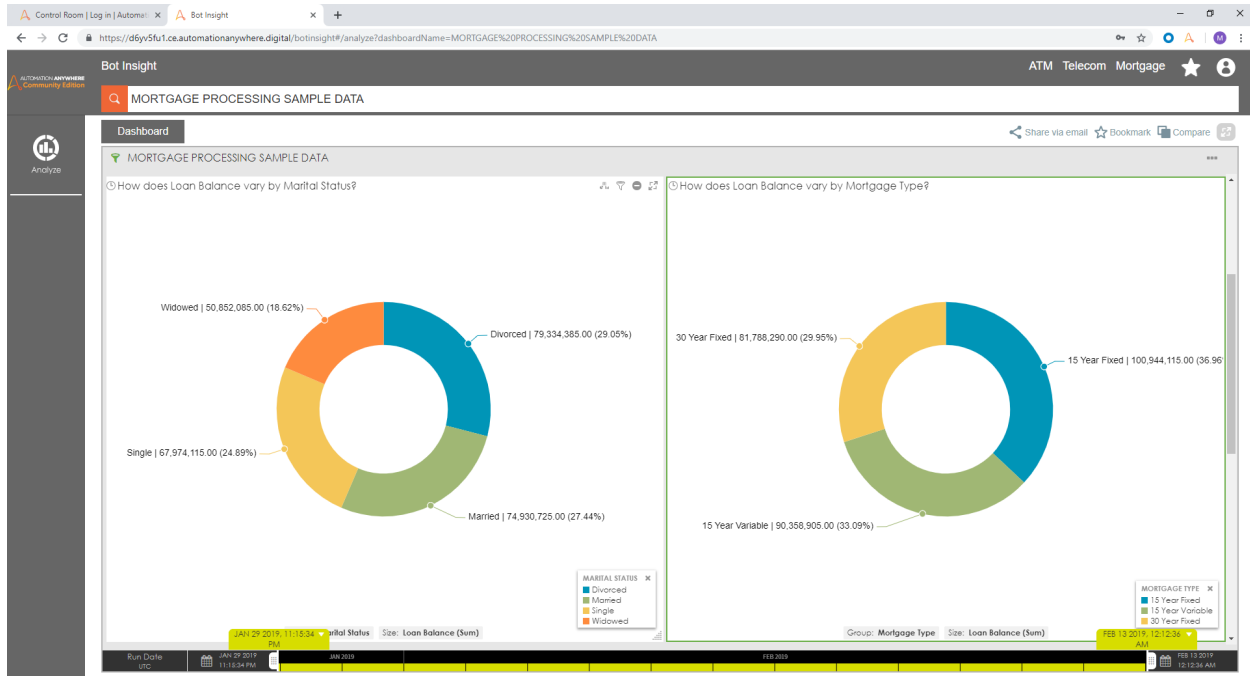 Control Room | Log in | Automat
Bot Insight
https://d6yv5fu1.ce.automationanywhere.digital/botinsight#/analyze?dashboardName=MORTGAGE%20PROCESSING%20SAMPLE%20DATA
M
AUTOMATION ANYWHERE
Community Edition
Bot Insight
ATM Telecom Mortgage
MORTGAGE PROCESSING SAMPLE DATA
Analyze
Dashboard
Share via email Bookmark Compare
MORTGAGE PROCESSING SAMPLE DATA
How does Loan Balance vary by Marital Status?
Widowed | 50,852,085.00 (18.62%)
Divorced | 79,334,385.00 (29.05%)
Single | 67,974,115.00 (24.89%)
Married | 74,930,725.00 (27.44%)
MARITAL STATUS
Divorced
Married
Single
Widowed
arital Status Size: Loan Balance (Sum)
How does Loan Balance vary by Mortgage Type?
30 Year Fixed | 81,788,290.00 (29.95%)
15 Year Fixed | 100,944,115.00 (36.96
15 Year Variable | 90,358,905.00 (33.09%)
MORTGAGE TYPE
15 Year Fixed
15 Year Variable
30 Year Fixed
Group: Mortgage Type Size: Loan Balance (Sum)
JAN 29 2019, 11:15:34
PM
FEB 13 2019, 12:12:36
AM
Run Date
UTC
JAN 29 2019
11:15:34 PM
JAN 2019
FEB 2019
FEB 13 2019
12:12:36 AM